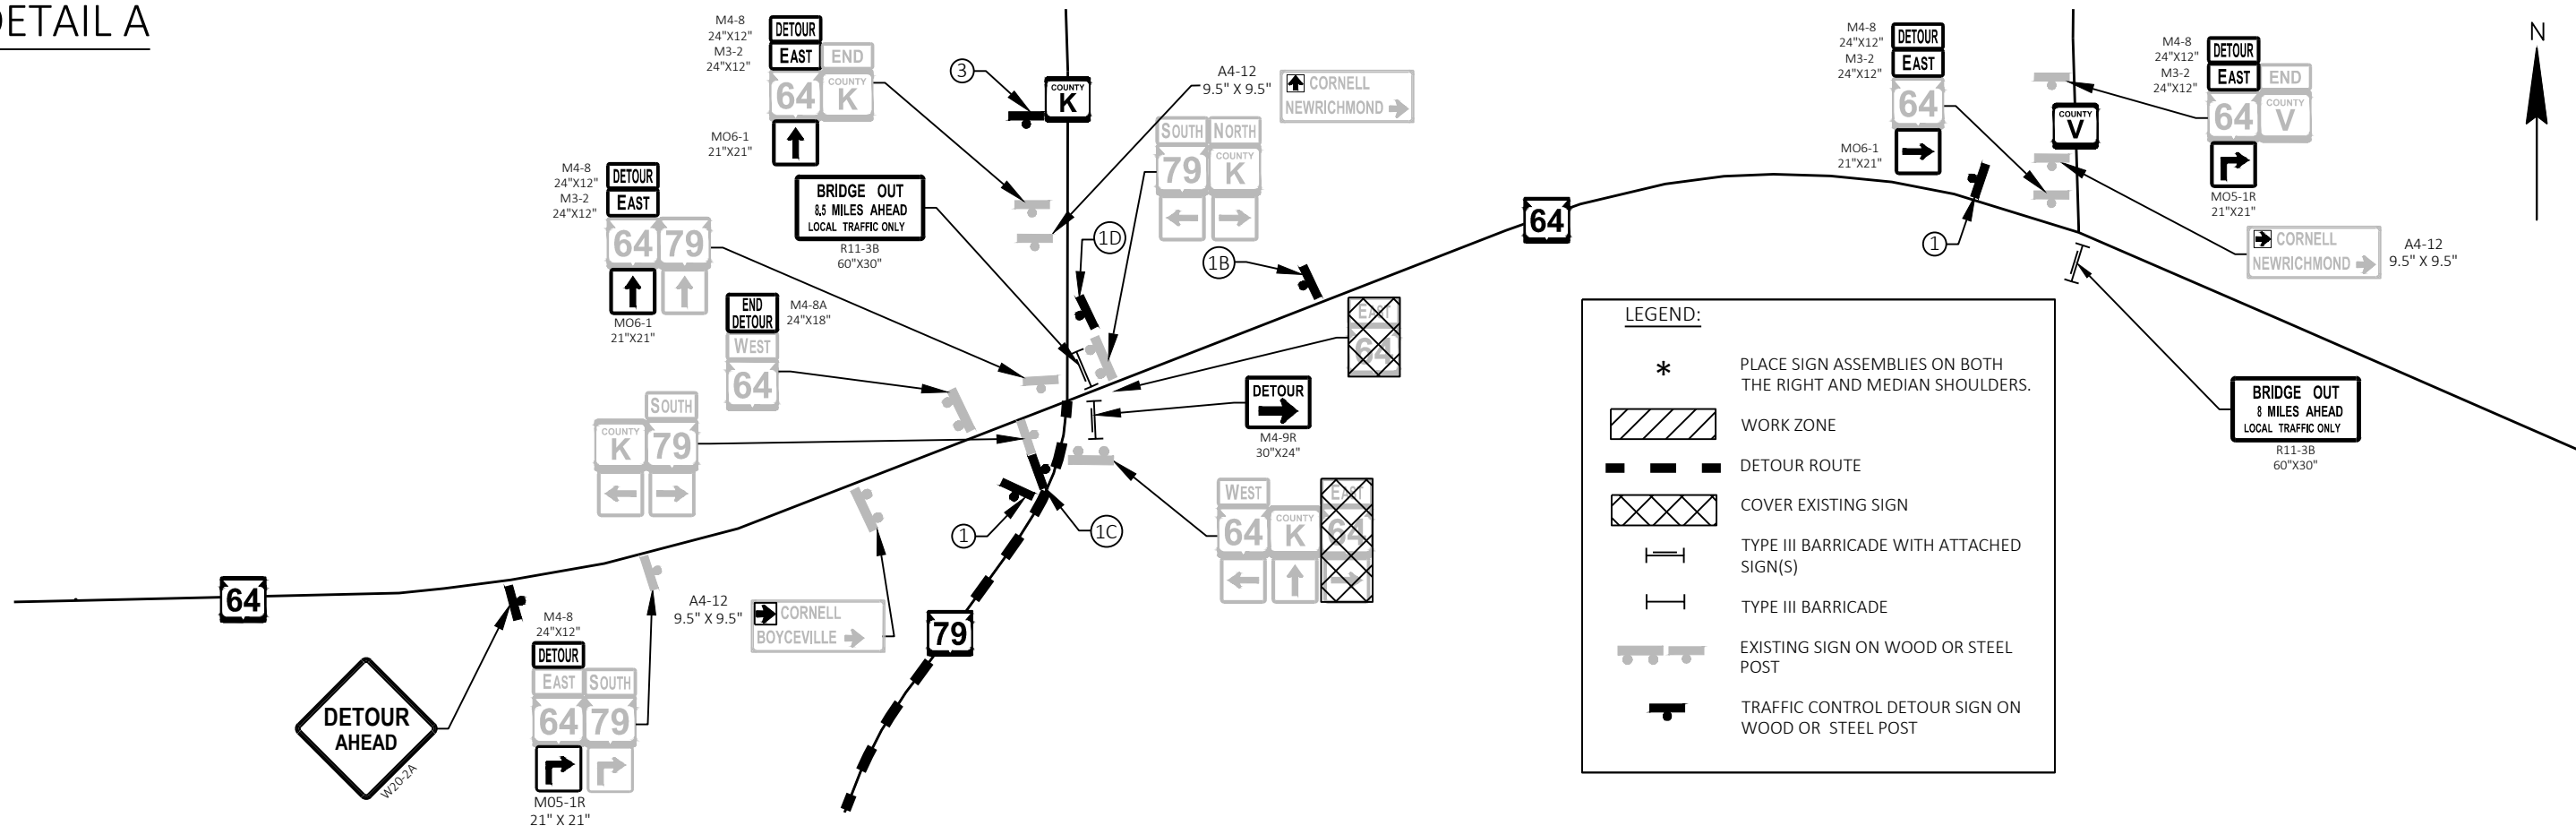 DETAIL A
M4-8
24"X12"
M3-2
24"X12"
DETOUR
EAST
END
64
COUNTY
K
MO6-1
21"X21"
3
COUNTY
K
A4-12
9.5" X 9.5"
CORNELL
NEWRICHMOND
SOUTH
NORTH
79
COUNTY
K
M4-8
24"X12"
M3-2
24"X12"
DETOUR
EAST
64
79
MO6-1
21"X21"
BRIDGE OUT
8.5 MILES AHEAD
LOCAL TRAFFIC ONLY
R11-3B
60"X30"
1D
1B
END
DETOUR
WEST
64
M4-8A
24"X18"
SOUTH
COUNTY
K
79
EAST
64
DETOUR
M4-9R
30"X24"
WEST
64
COUNTY
K
EAST
64
1
1C
64
64
79
DETOUR
AHEAD
W20-2A
M4-8
24"X12"
DETOUR
EAST
SOUTH
64
79
M05-1R
21" X 21"
A4-12
9.5" X 9.5"
CORNELL
BOYCEVILLE
M4-8
24"X12"
M3-2
24"X12"
DETOUR
EAST
64
MO6-1
21"X21"
1
COUNTY
V
M4-8
24"X12"
M3-2
24"X12"
DETOUR
EAST
END
64
COUNTY
V
MO5-1R
21"X21"
N
CORNELL
NEWRICHMOND
A4-12
9.5" X 9.5"
BRIDGE OUT
8 MILES AHEAD
LOCAL TRAFFIC ONLY
R11-3B
60"X30"
LEGEND:
*
PLACE SIGN ASSEMBLIES ON BOTH
THE RIGHT AND MEDIAN SHOULDERS.
WORK ZONE
DETOUR ROUTE
COVER EXISTING SIGN
TYPE III BARRICADE WITH ATTACHED
SIGN(S)
TYPE III BARRICADE
EXISTING SIGN ON WOOD OR STEEL
POST
TRAFFIC CONTROL DETOUR SIGN ON
WOOD OR STEEL POST